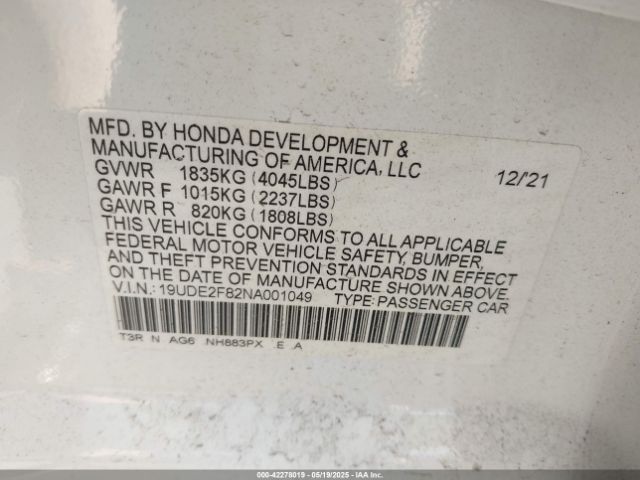 MFD. BY HONDA DEVELOPMENT &
MANUFACTURING OF AMERICA, LLC
GVWR 1835KG (4045LBS) 12/21
GAWR F 1015KG (2237LBS)
GAWR R 820KG (1808LBS)
THIS VEHICLE CONFORMS TO ALL APPLICABLE
FEDERAL MOTOR VEHICLE SAFETY, BUMPER,
AND THEFT PREVENTION STANDARDS IN EFFECT
ON THE DATE OF MANUFACTURE SHOWN ABOVE.
V.I.N.: 19UDE2F82NA001049 TYPE: PASSENGER CAR
T3R N AG6 NH883PX E A
000-42278019 - 05/19/2025 - IAA Inc.